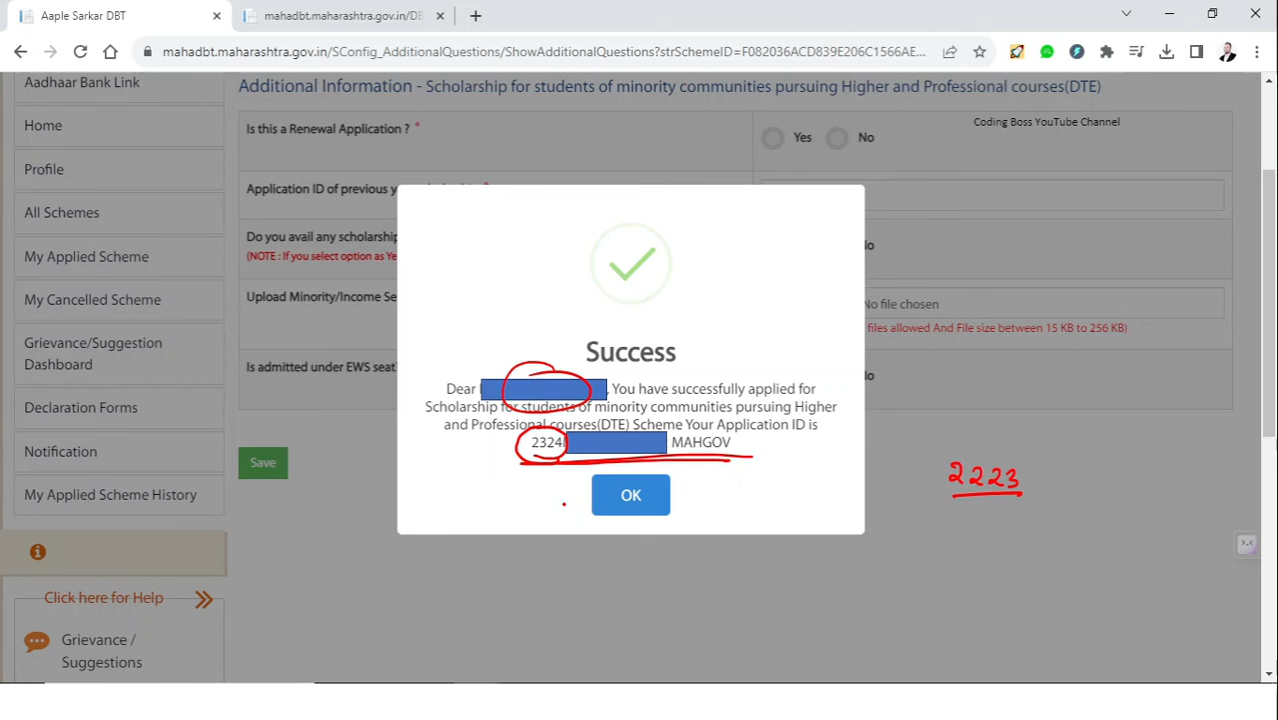 Aaple Sarkar DBT
mahadbt.maharashtra.gov.in/DB
mahadbt.maharashtra.gov.in/SConfig_AdditionalQuestions/ShowAdditionalQuestions?strSchemeID=F082036ACD839E206C1566AE...
Aadhaar Bank Link
Home
Profile
All Schemes
My Applied Scheme
My Cancelled Scheme
Grievance/Suggestion
Dashboard
Declaration Forms
Notification
My Applied Scheme History
Click here for Help
Grievance /
Suggestions
Additional Information - Scholarship for students of minority communities pursuing Higher and Professional courses(DTE)
Is this a Renewal Application ? *
Yes No
Coding Boss YouTube Channel
Application ID of previous y
Do you avail any scholarship
(NOTE : If you select option as Ye
Upload Minority/Income Se
No file chosen
files allowed And File size between 15 KB to 256 KB)
Is admitted under EWS seat?
Save
Success
Dear , You have successfully applied for
Scholarship for students of minority communities pursuing Higher
and Professional courses(DTE) Scheme Your Application ID is
2324 MAHGOV
OK
2223